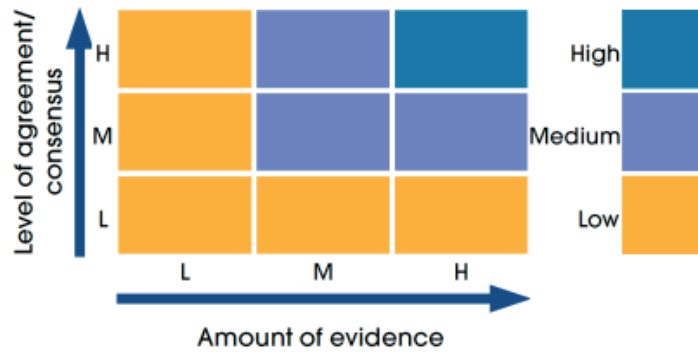 Level of agreement/
consensus
H
M
L
L M H
Amount of evidence
High
Medium
Low